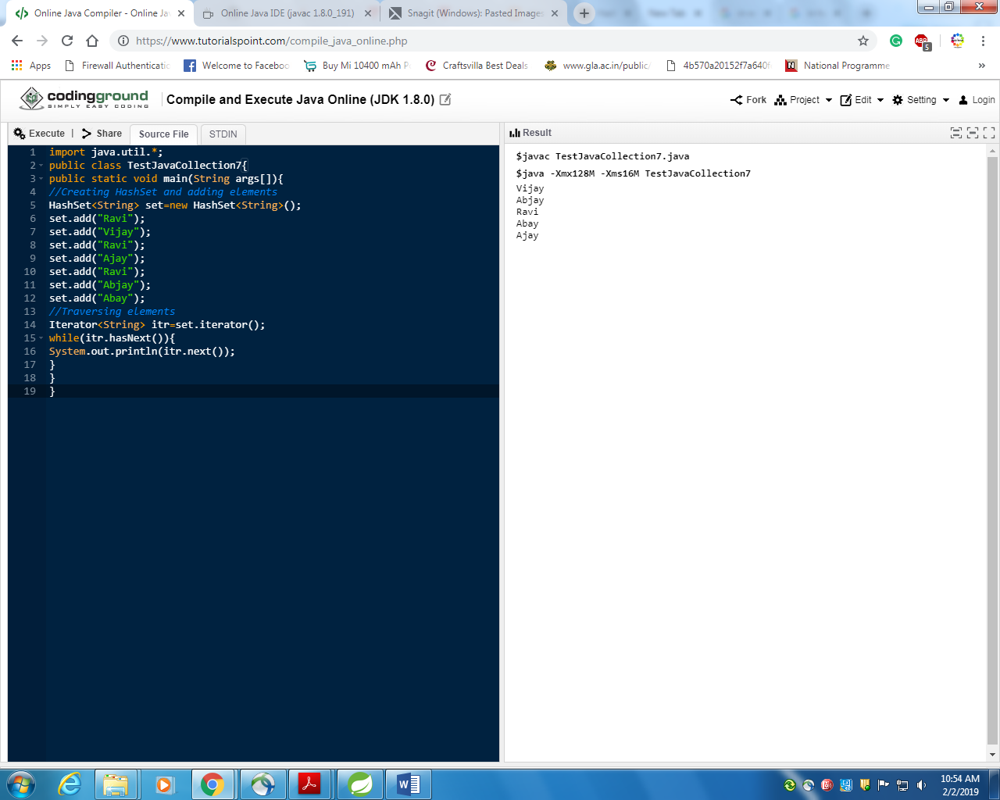 Online Java Compiler - Online Jav
Online Java IDE (javac 1.8.0_191)
Snagit (Windows): Pasted Images
New Tab
https://www.tutorialspoint.com/compile_java_online.php
ABP
5
Apps
Firewall Authenticatic
Welcome to Faceboo
Buy Mi 10400 mAh P
Craftsvilla Best Deals
www.gla.ac.in/public/
4b570a20152f7a640f
National Programme
»
codingground
SIMPLY EASY CODING
Compile and Execute Java Online (JDK 1.8.0)
Fork
Project
Edit
Setting
Login
Execute | Share
Source File
STDIN
Result
1 import java.util.*;
2 public class TestJavaCollection7{
3 public static void main(String args[]){
4 //Creating HashSet and adding elements
5 HashSet<String> set=new HashSet<String>();
6 set.add("Ravi");
7 set.add("Vijay");
8 set.add("Ravi");
9 set.add("Ajay");
10 set.add("Ravi");
11 set.add("Abjay");
12 set.add("Abay");
13 //Traversing elements
14 Iterator<String> itr=set.iterator();
15 while(itr.hasNext()){
16 System.out.println(itr.next());
17 }
18 }
19 }
$javac TestJavaCollection7.java
$java -Xmx128M -Xms16M TestJavaCollection7
Vijay
Abjay
Ravi
Abay
Ajay
10:54 AM
2/2/2019